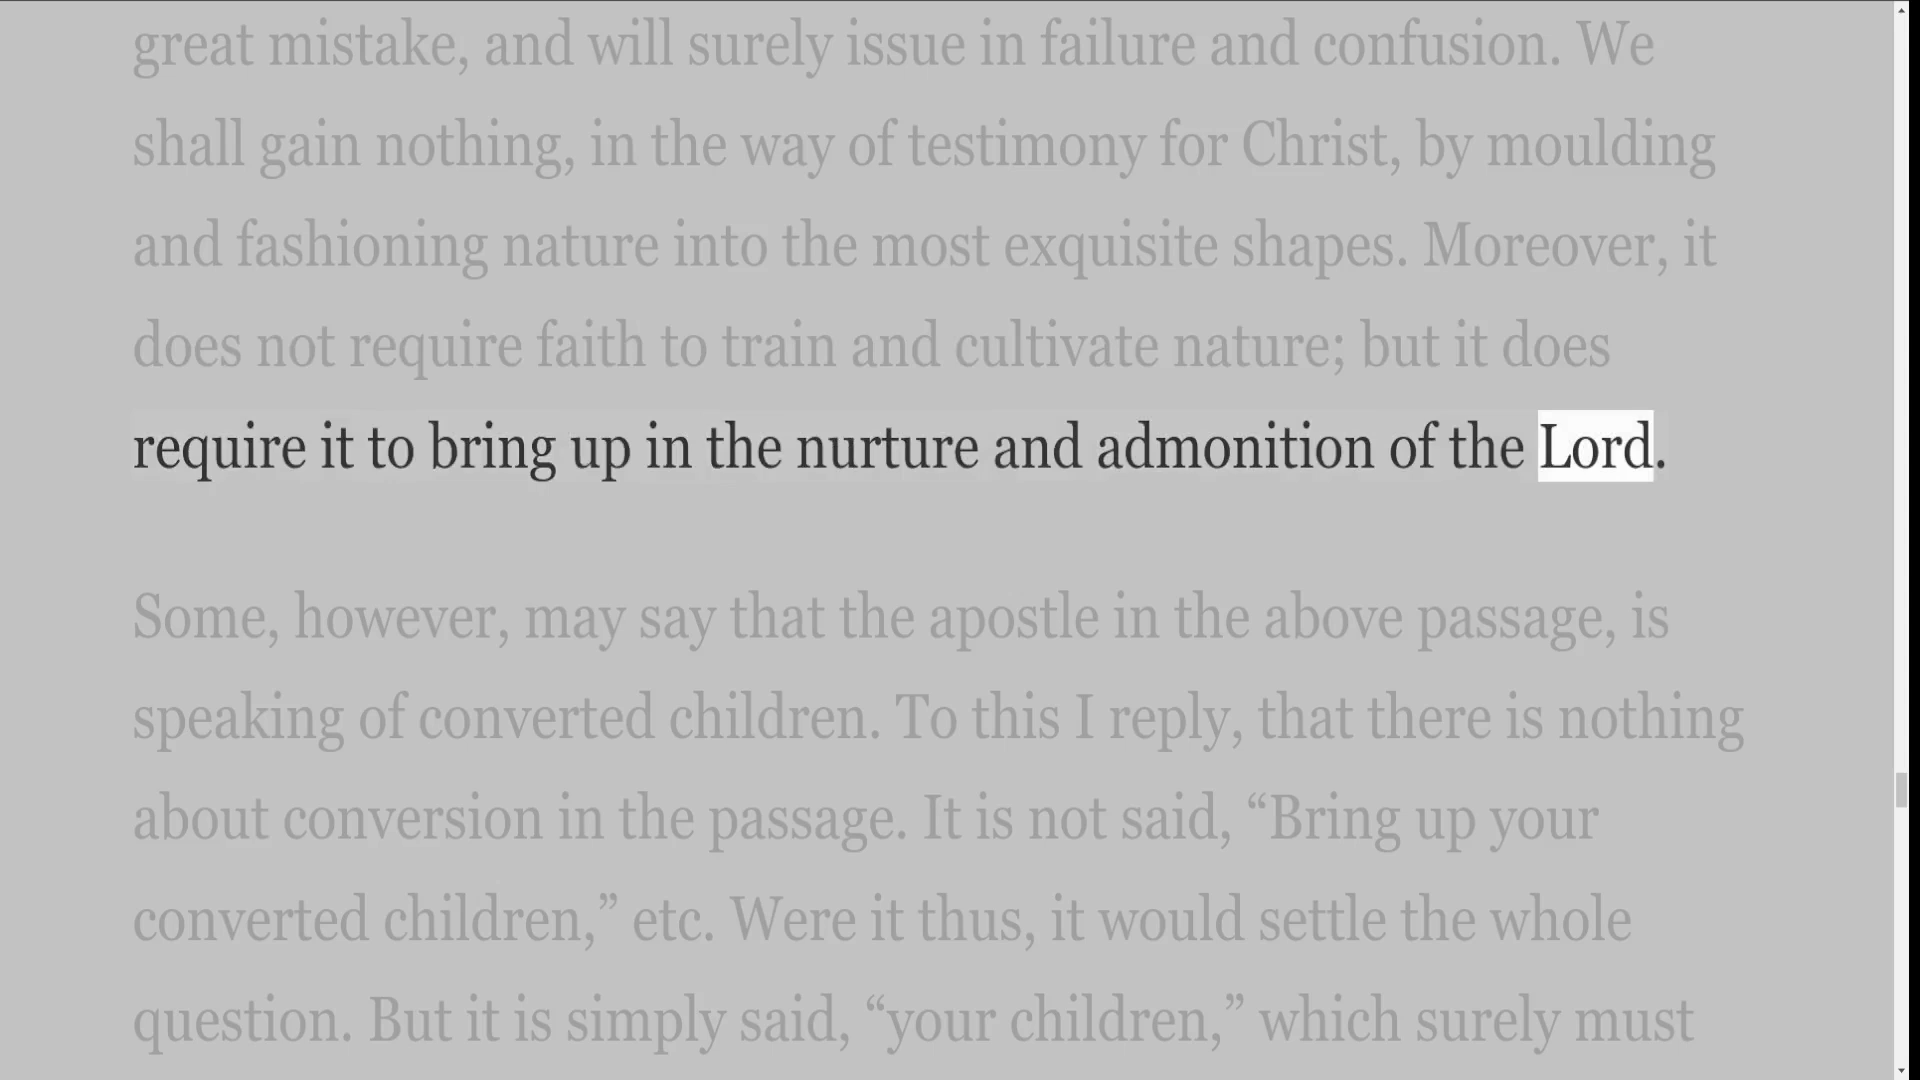 great mistake, and will surely issue in failure and confusion. We
shall gain nothing, in the way of testimony for Christ, by moulding
and fashioning nature into the most exquisite shapes. Moreover, it
does not require faith to train and cultivate nature; but it does
require it to bring up in the nurture and admonition of the Lord.
Some, however, may say that the apostle in the above passage, is
speaking of converted children. To this I reply, that there is nothing
about conversion in the passage. It is not said, “Bring up your
converted children,” etc. Were it thus, it would settle the whole
question. But it is simply said, “your children,” which surely must